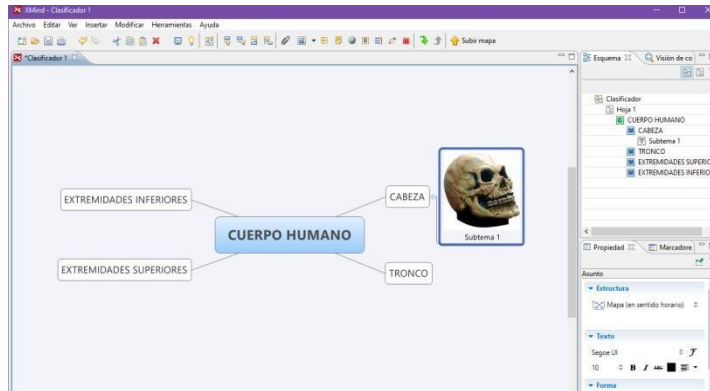 XMind - Clasificador 1
Archivo Editar Ver Insertar Modificar Herramientas Ayuda
Subir mapa
*Clasificador 1
EXTREMIDADES INFERIORES
EXTREMIDADES SUPERIORES
CUERPO HUMANO
CABEZA
Subtema 1
TRONCO
Esquema
Visión de co
Clasificador
Hoja 1
CUERPO HUMANO
CABEZA
Subtema 1
TRONCO
EXTREMIDADES SUPERIO
EXTREMIDADES INFERIO
Propiedad
Marcadore
Asunto
Estructura
Mapa (en sentido horario)
Texto
Segoe UI
10 B I ABC
Forma